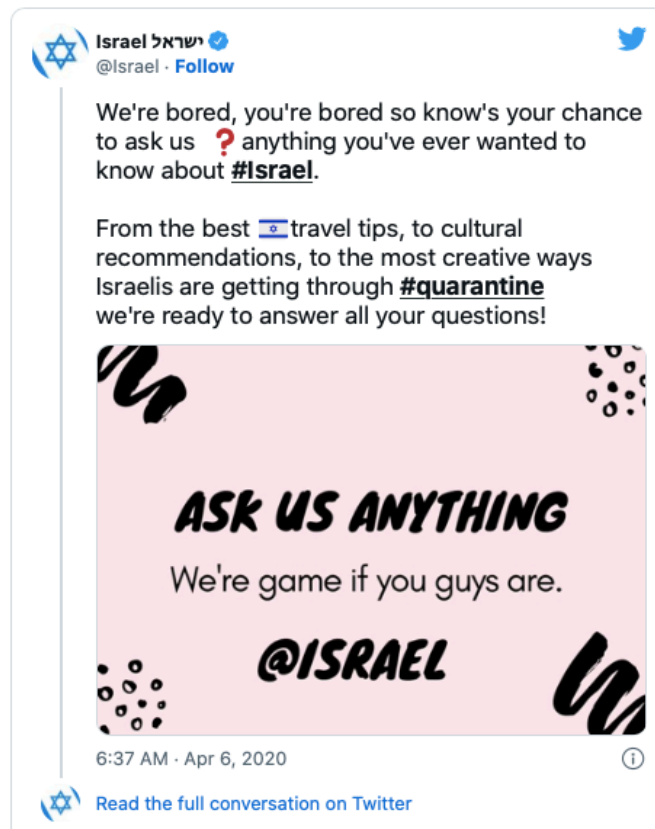 Israel ישראל
@Israel · Follow
We're bored, you're bored so know's your chance
to ask us ❓ anything you've ever wanted to
know about #Israel.
From the best 🇮🇱travel tips, to cultural
recommendations, to the most creative ways
Israelis are getting through #quarantine
we're ready to answer all your questions!
ASK US ANYTHING
We're game if you guys are.
@ISRAEL
6:37 AM · Apr 6, 2020
Read the full conversation on Twitter